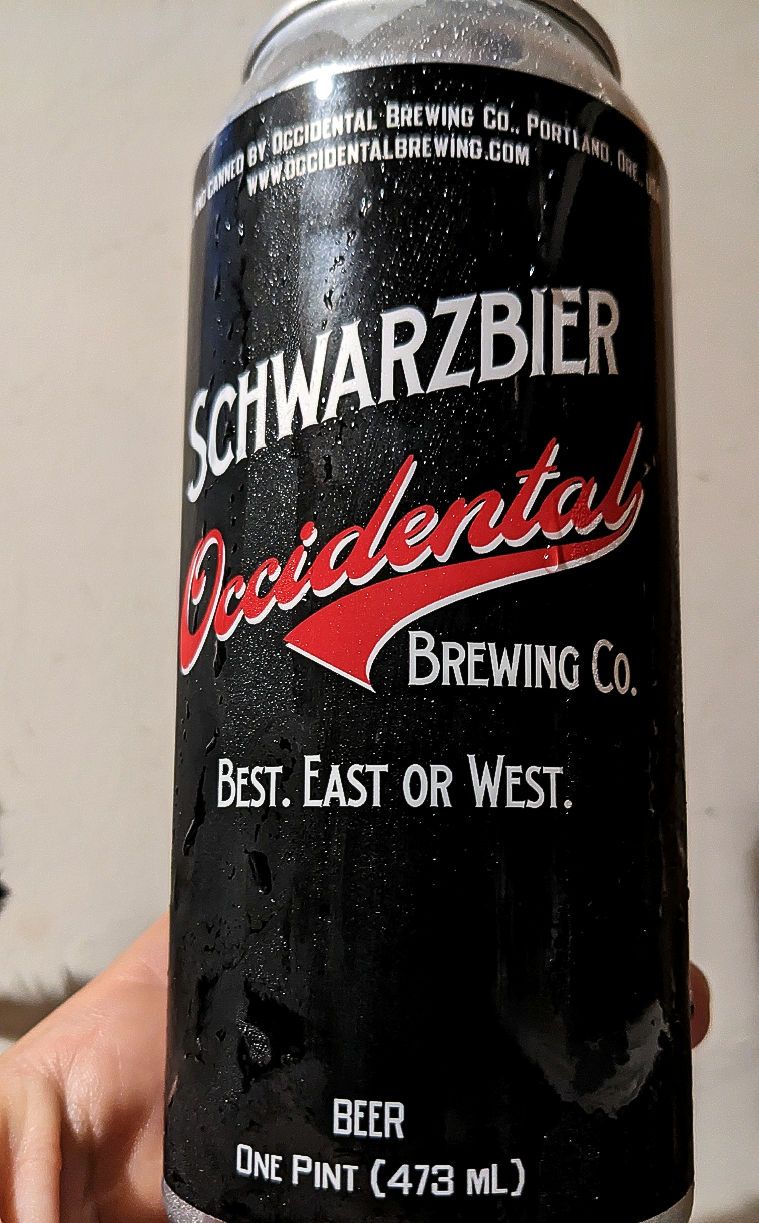 CANNED BY OCCIDENTAL BREWING CO., PORTLAND, ORE.
WWW.OCCIDENTALBREWING.COM
SCHWARZBIER
Occidental
BREWING CO.
BEST. EAST OR WEST.
BEER
ONE PINT (473 ML)